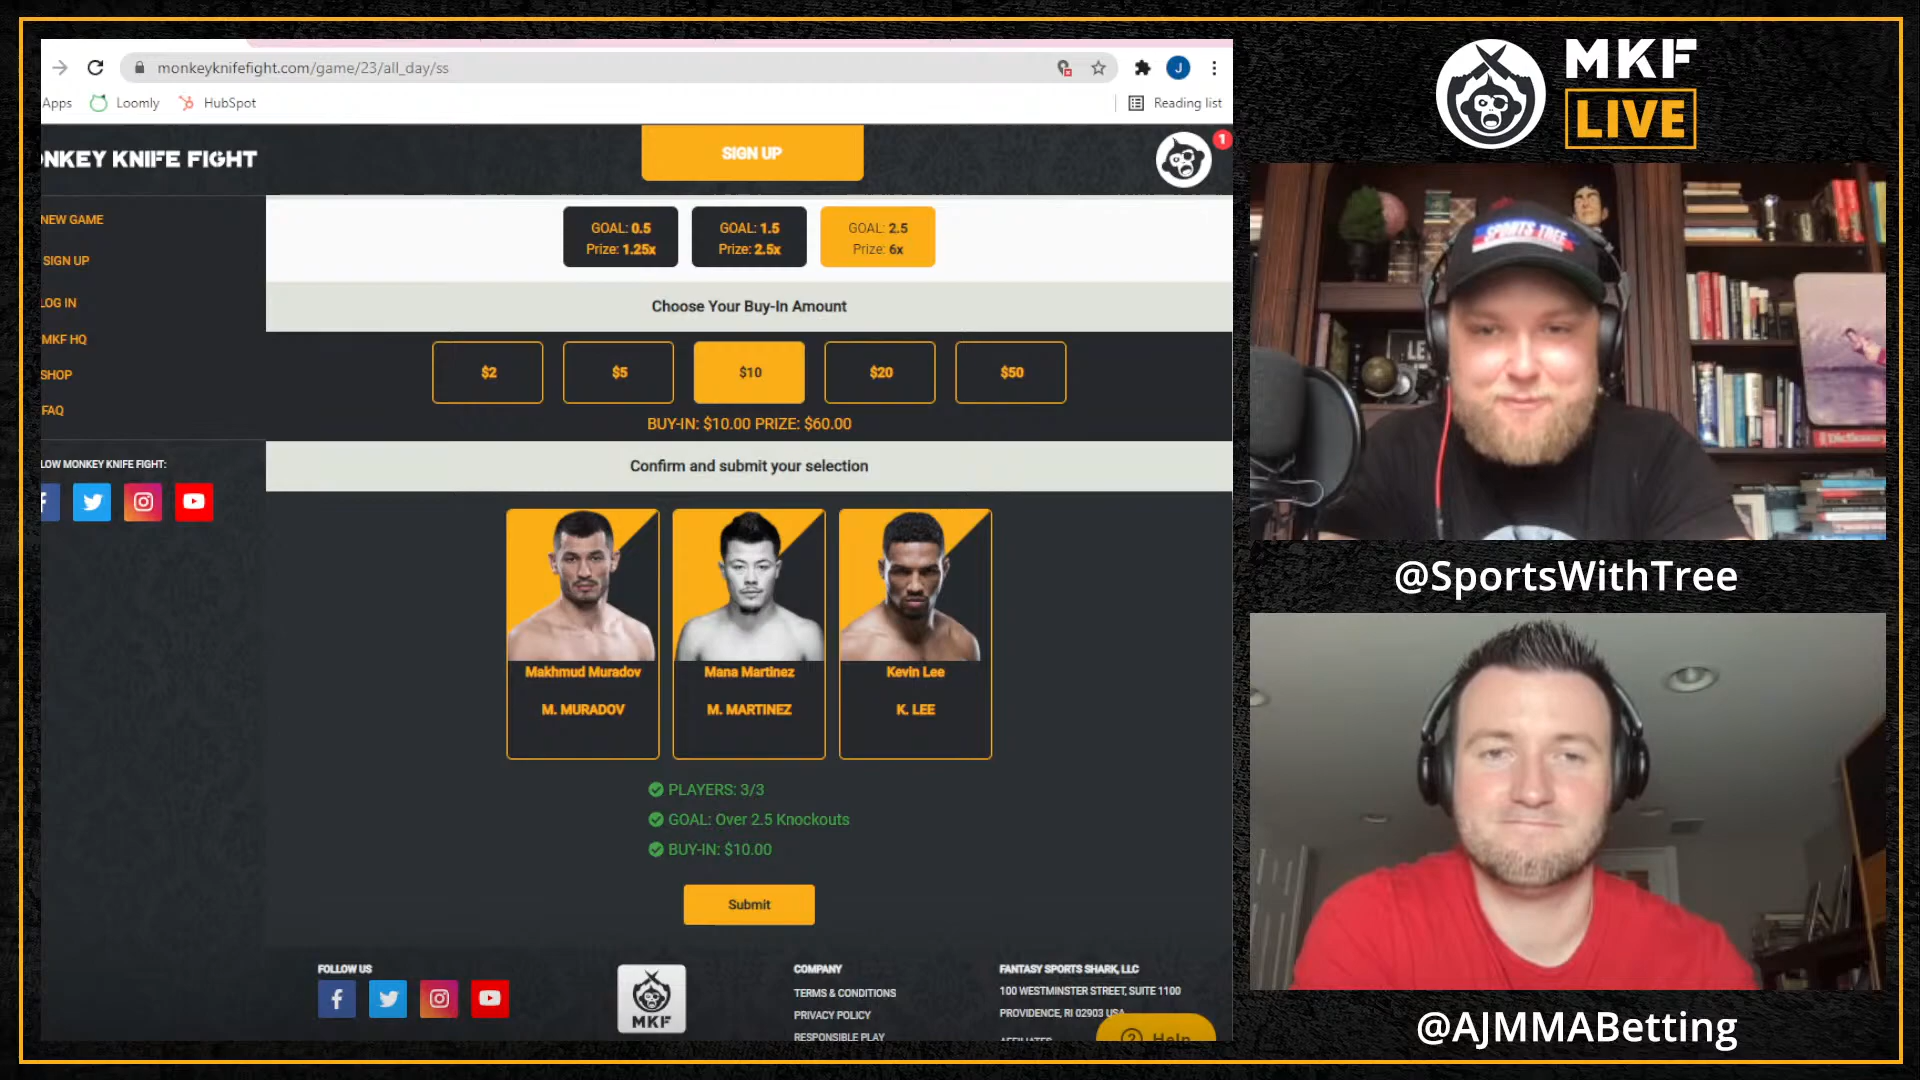 monkeyknifefight.com/game/23/all_day/ss
J
Apps
Loomly
HubSpot
Reading list
NKEY KNIFE FIGHT
SIGN UP
1
NEW GAME
SIGN UP
LOG IN
MKF HQ
SHOP
FAQ
LOW MONKEY KNIFE FIGHT:
GOAL: 0.5
Prize: 1.25x
GOAL: 1.5
Prize: 2.5x
GOAL: 2.5
Prize: 6x
Choose Your Buy-In Amount
$2
$5
$10
$20
$50
BUY-IN: $10.00 PRIZE: $60.00
Confirm and submit your selection
Makhmud Muradov
M. MURADOV
Mana Martinez
M. MARTINEZ
Kevin Lee
K. LEE
PLAYERS: 3/3
GOAL: Over 2.5 Knockouts
BUY-IN: $10.00
Submit
FOLLOW US
MKF
COMPANY
TERMS & CONDITIONS
PRIVACY POLICY
RESPONSIBLE PLAY
FANTASY SPORTS SHARK, LLC
100 WESTMINSTER STREET, SUITE 1100
PROVIDENCE, RI 02903 USA
AFFILIATES
Help
MKF
LIVE
SPORTS TREE
@SportsWithTree
@AJMMABetting